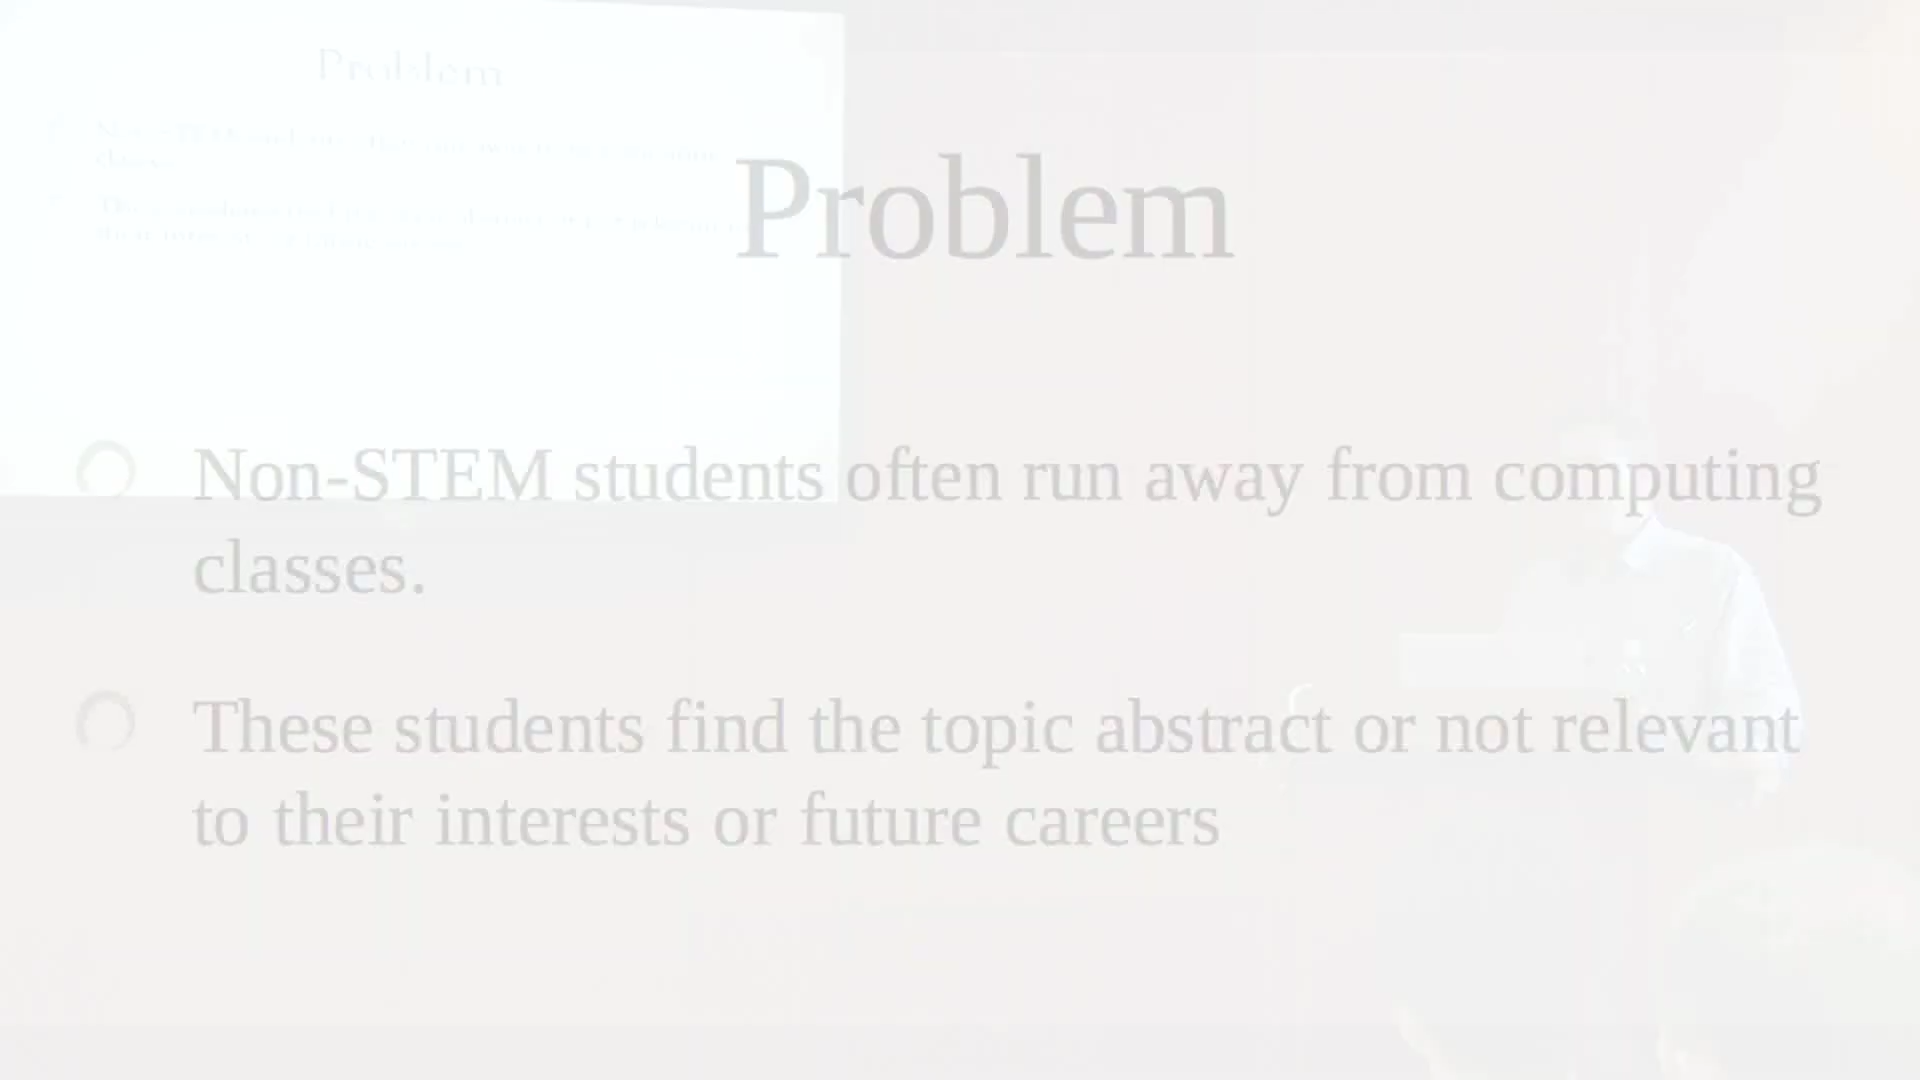 Problem
Problem
Non-STEM students often run away from computing
classes.
These students find the topic abstract or not relevant
to their interests or future careers